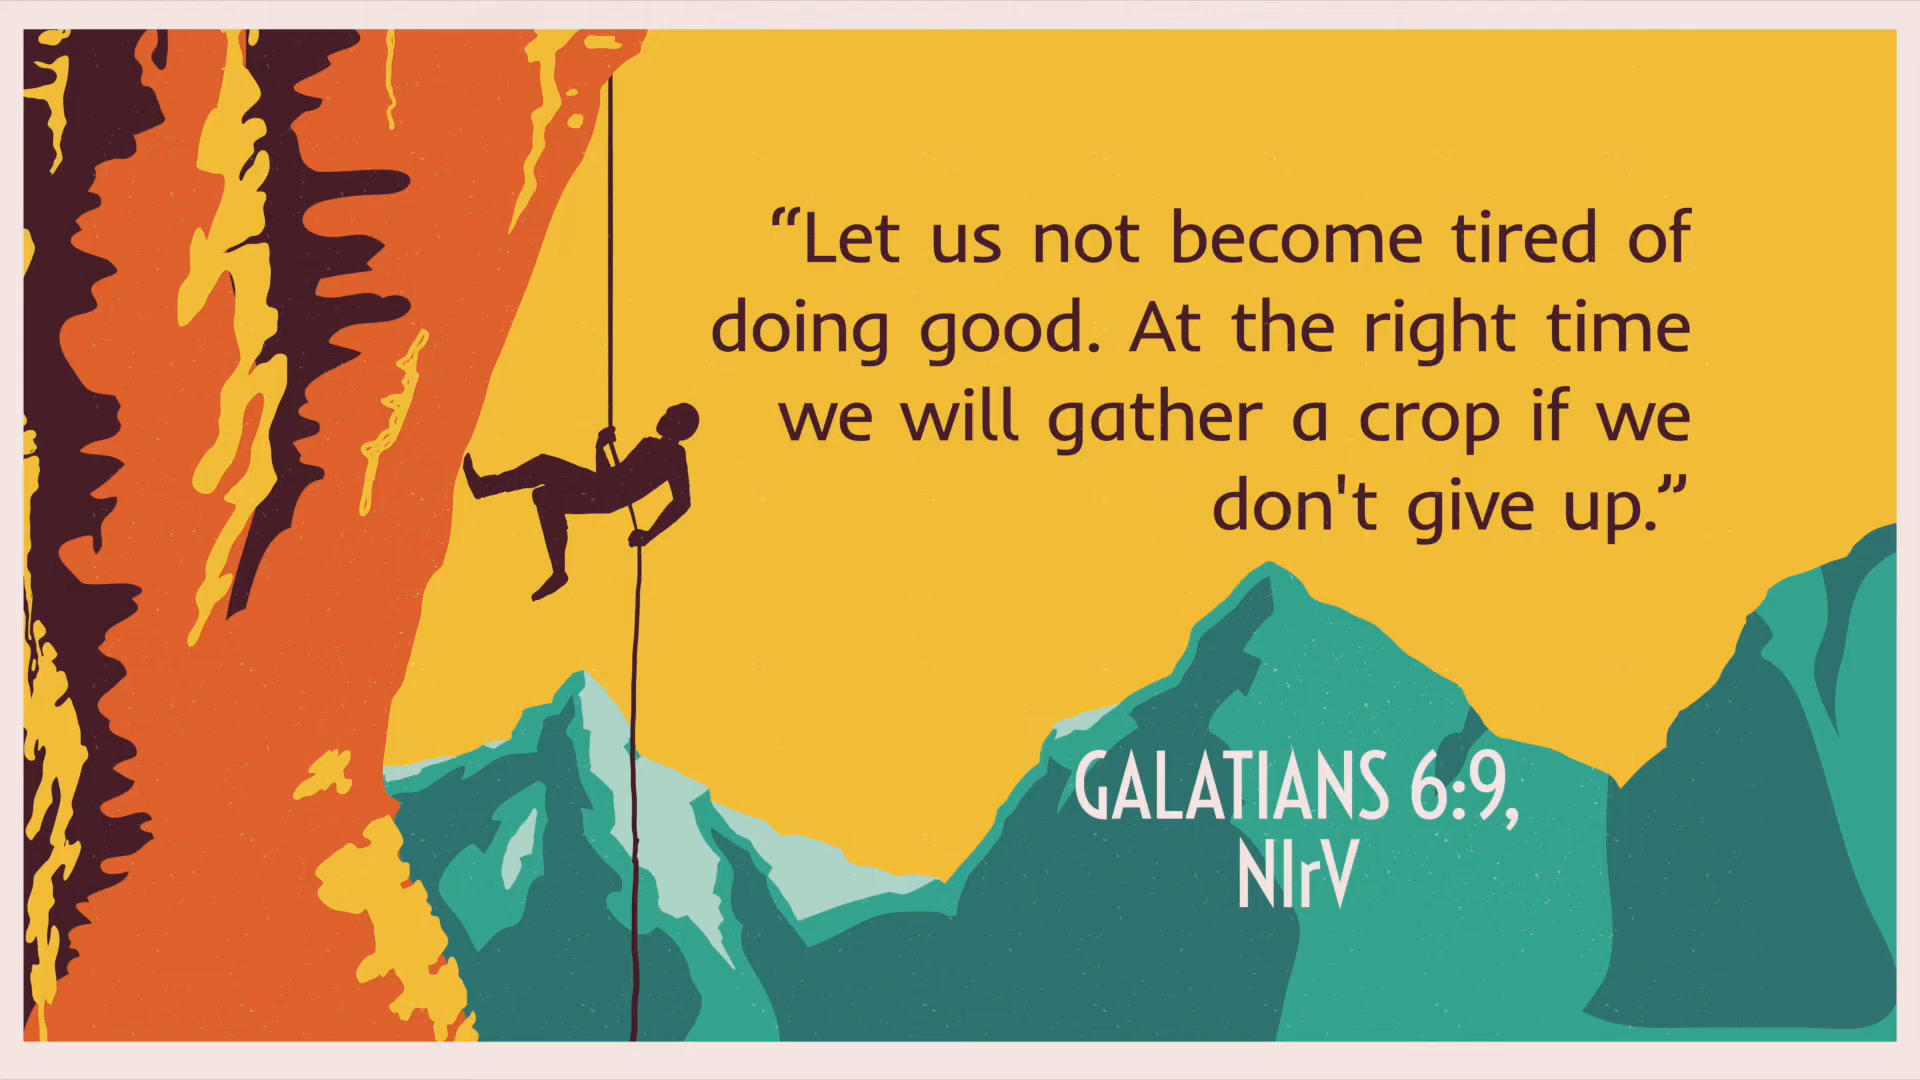 “Let us not become tired of
doing good. At the right time
we will gather a crop if we
don't give up.”
GALATIANS 6:9,
NIrV